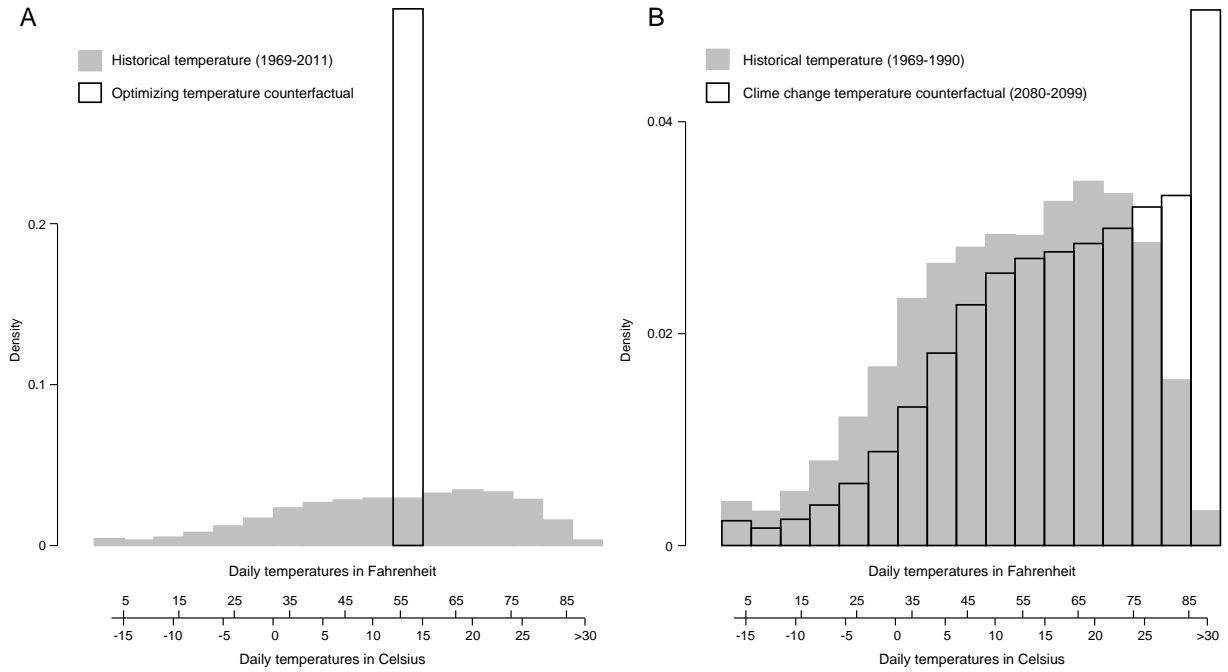 A
Historical temperature (1969-2011)
Optimizing temperature counterfactual
0.2
0.1
0
Density
Daily temperatures in Fahrenheit
5 15 25 35 45 55 65 75 85
-15 -10 -5 0 5 10 15 20 25 >30
Daily temperatures in Celsius
B
Historical temperature (1969-1990)
Clime change temperature counterfactual (2080-2099)
0.04
0.02
0
Density
Daily temperatures in Fahrenheit
5 15 25 35 45 55 65 75 85
-15 -10 -5 0 5 10 15 20 25 >30
Daily temperatures in Celsius